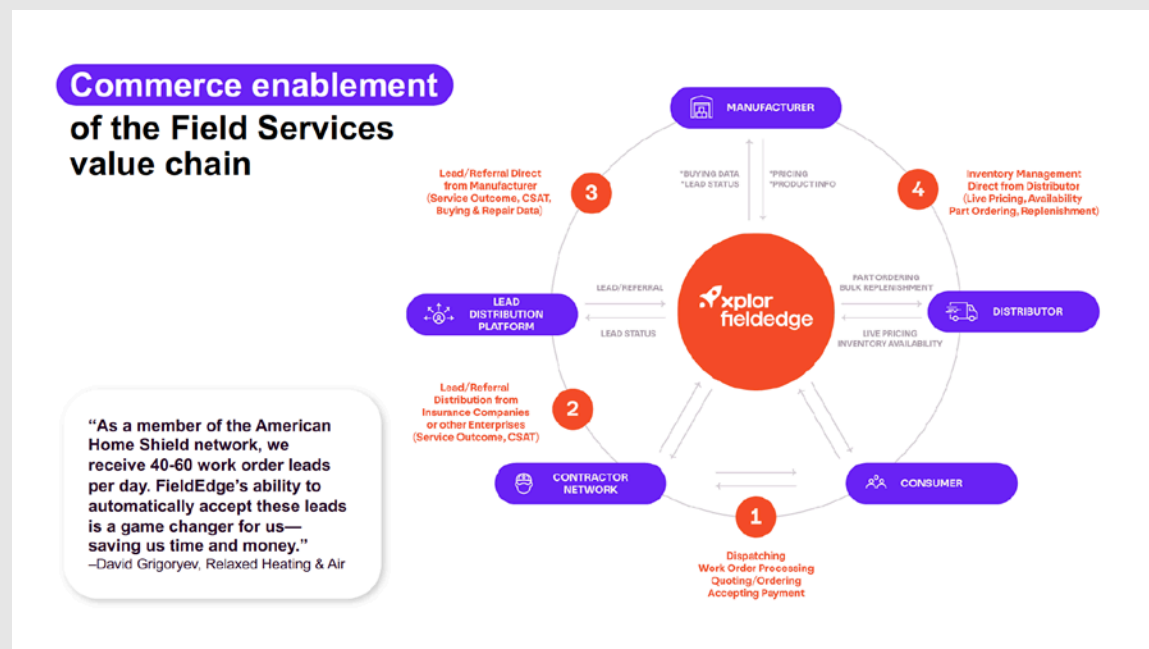 Commerce enablement
of the Field Services
value chain
MANUFACTURER
Lead/Referral Direct
from Manufacturer
(Service Outcome, CSAT,
Buying & Repair Data)
3
*BUYING DATA
*LEAD STATUS
*PRICING
*PRODUCT INFO
4
Inventory Management
Direct from Distributor
(Live Pricing, Availability
Part Ordering, Replenishment)
LEAD
DISTRIBUTION
PLATFORM
LEAD/REFERRAL
LEAD STATUS
xplor
fieldedge
PART ORDERING
BULK REPLENISHMENT
LIVE PRICING
INVENTORY AVAILABILITY
DISTRIBUTOR
Lead/Referral
Distribution from
Insurance Companies
or other Enterprises
(Service Outcome, CSAT)
2
CONTRACTOR
NETWORK
CONSUMER
1
Dispatching
Work Order Processing
Quoting/Ordering
Accepting Payment
“As a member of the American
Home Shield network, we
receive 40-60 work order leads
per day. FieldEdge’s ability to
automatically accept these leads
is a game changer for us—
saving us time and money.”
–David Grigoryev, Relaxed Heating & Air